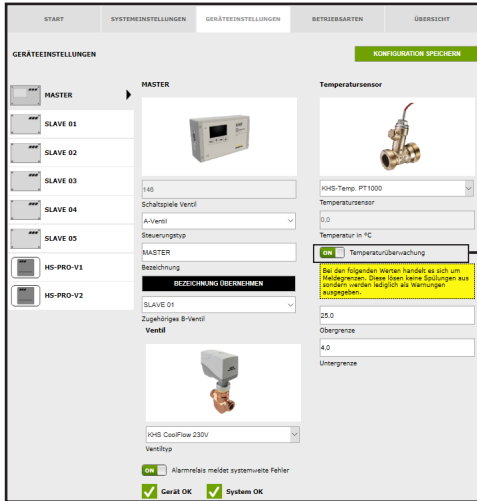 START
SYSTEMEINSTELLUNGEN
GERÄTEEINSTELLUNGEN
BETRIEBSARTEN
ÜBERSICHT
GERÄTEEINSTELLUNGEN
KONFIGURATION SPEICHERN
MASTER
SLAVE 01
SLAVE 02
SLAVE 03
SLAVE 04
SLAVE 05
HS-PRO-V1
HS-PRO-V2
MASTER
146
Schaltspiele Ventil
A-Ventil
Steuerungstyp
MASTER
Bezeichnung
BEZEICHNUNG ÜBERNEHMEN
SLAVE 01
Zugehöriges B-Ventil
Ventil
KHS CoolFlow 230V
Ventiltyp
ON Alarmrelais meldet systemweite Fehler
Gerät OK
System OK
Temperatursensor
KHS-Temp. PT1000
Temperatursensor
0,0
Temperatur in ºC
ON Temperaturüberwachung
Bei den folgenden Werten handelt es sich um
Meldegrenzen. Diese lösen keine Spülungen aus
sondern werden lediglich als Warnungen
ausgegeben.
25,0
Obergrenze
4,0
Untergrenze